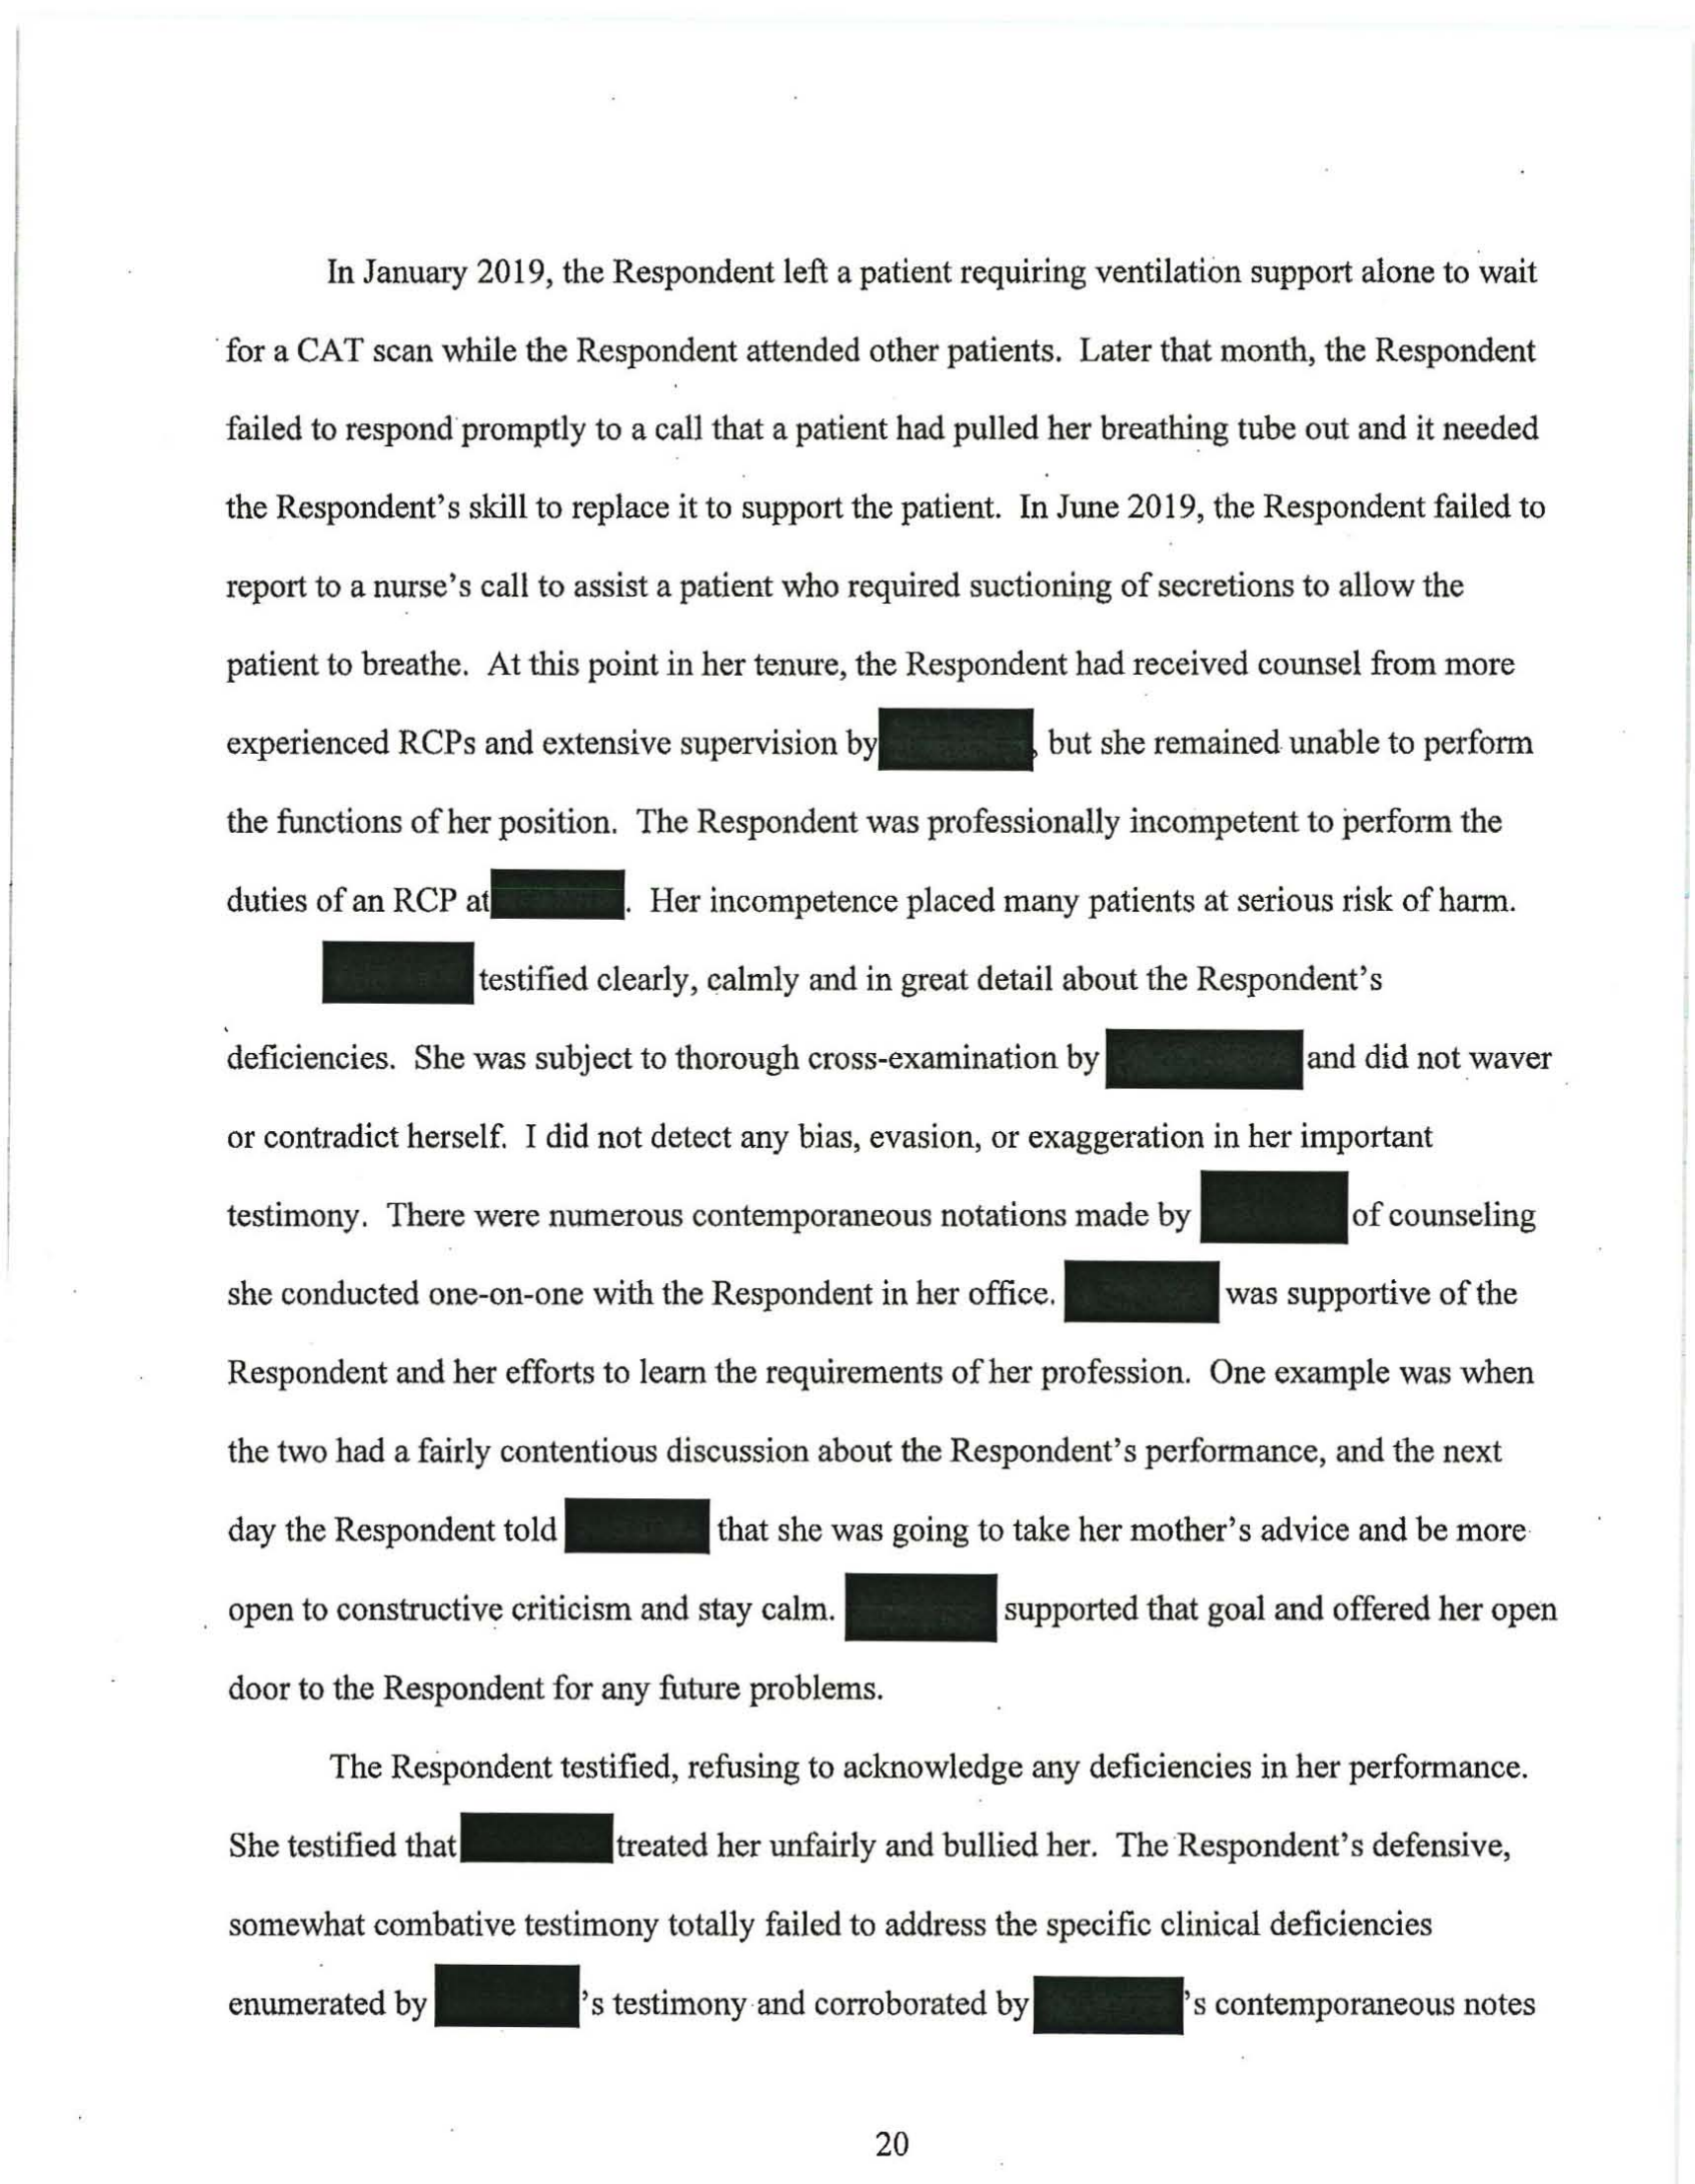 In January 2019, the Respondent left a patient requiring ventilation support alone to wait
for a CAT scan while the Respondent attended other patients. Later that month, the Respondent
failed to respond promptly to a call that a patient had pulled her breathing tube out and it needed
the Respondent's skill to replace it to support the patient. In June 2019, the Respondent failed to
report to a nurse's call to assist a patient who required suctioning of secretions to allow the
patient to breathe. At this point in her tenure, the Respondent had received counsel from more
experienced RCPs and extensive supervision by , but she remained unable to perform
the functions of her position. The Respondent was professionally incompetent to perform the
duties of an RCP at . Her incompetence placed many patients at serious risk of harm.
testified clearly, calmly and in great detail about the Respondent's
deficiencies. She was subject to thorough cross-examination by and did not waver
or contradict herself. I did not detect any bias, evasion, or exaggeration in her important
testimony. There were numerous contemporaneous notations made by of counseling
she conducted one-on-one with the Respondent in her office. was supportive of the
Respondent and her efforts to learn the requirements of her profession. One example was when
the two had a fairly contentious discussion about the Respondent's performance, and the next
day the Respondent told that she was going to take her mother's advice and be more
open to constructive criticism and stay calm. supported that goal and offered her open
door to the Respondent for any future problems.
The Respondent testified, refusing to acknowledge any deficiencies in her performance.
She testified that treated her unfairly and bullied her. The Respondent's defensive,
somewhat combative testimony totally failed to address the specific clinical deficiencies
enumerated by 's testimony and corroborated by 's contemporaneous notes
20